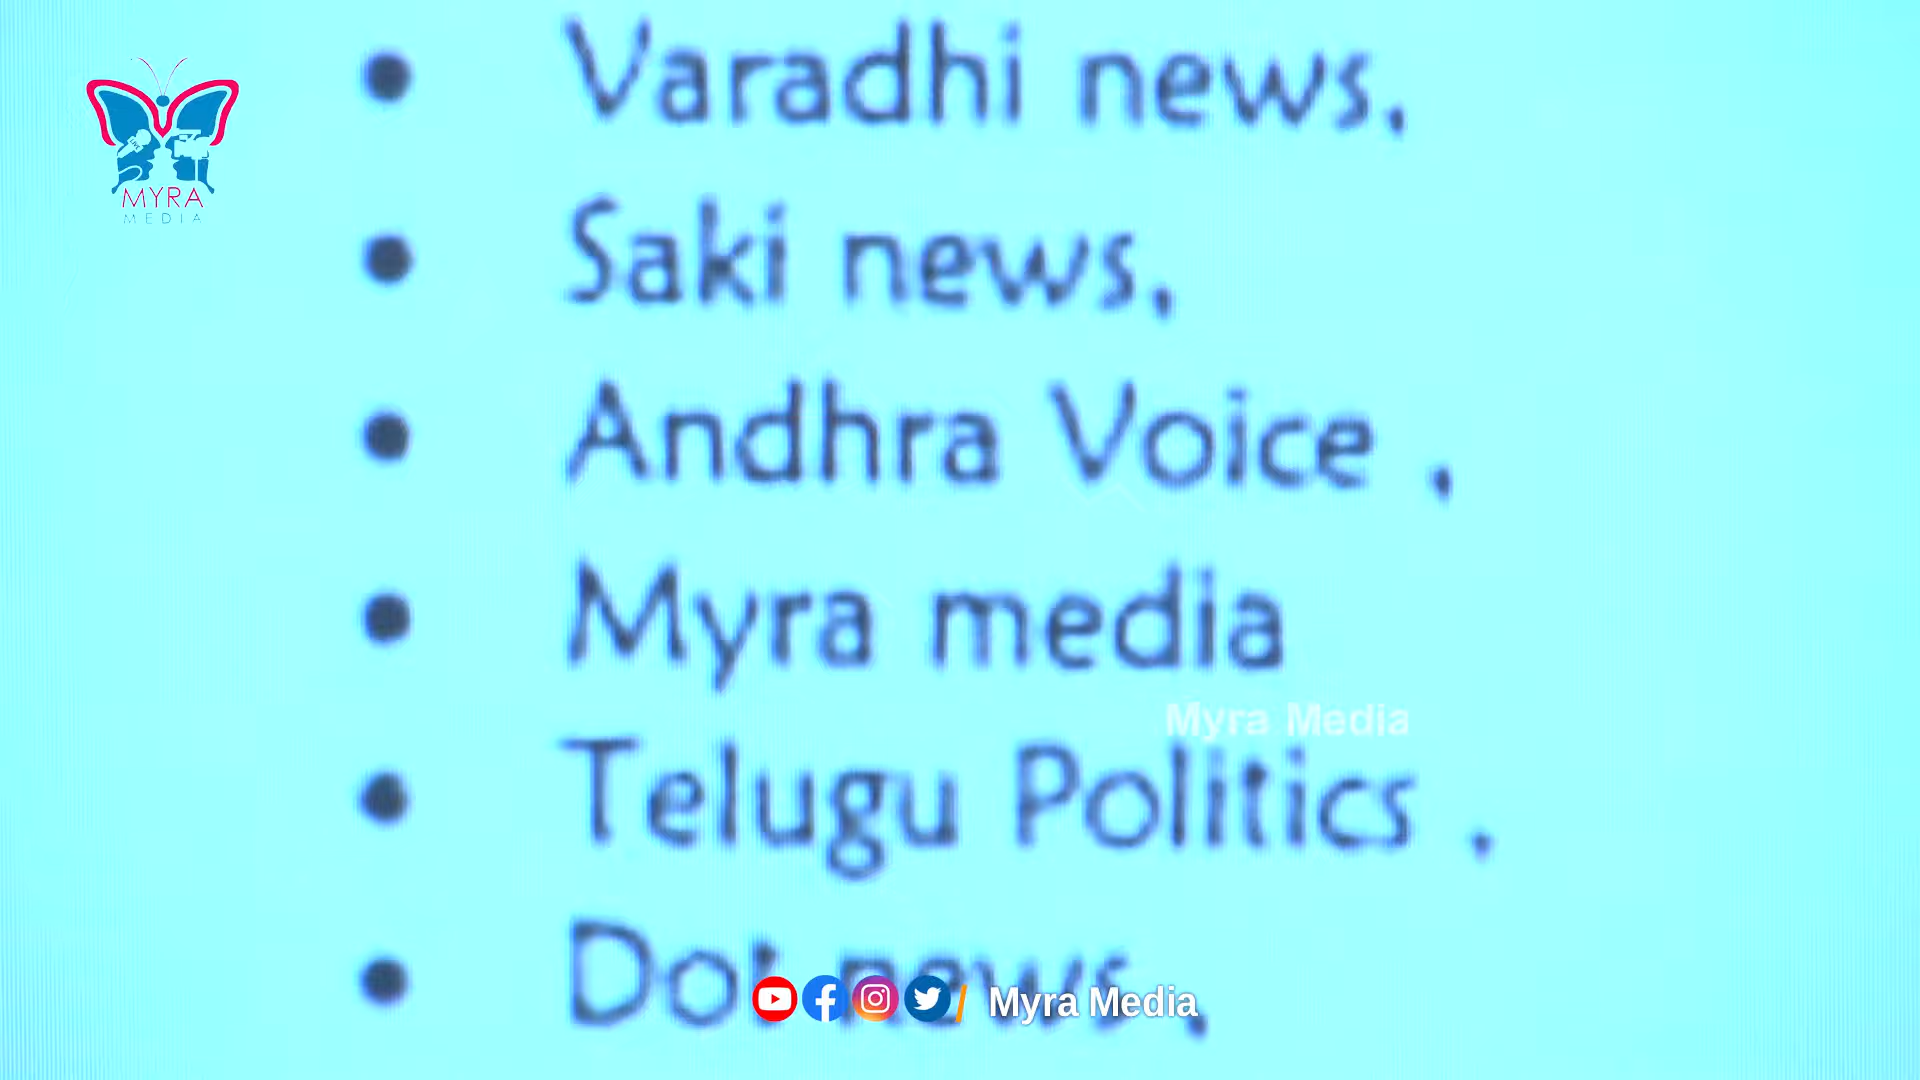 Varadhi news,
MYRA
MEDIA
Saki news,
Andhra Voice ,
Myra media
Myra Media
Telugu Politics ,
Dot news,
Myra Media